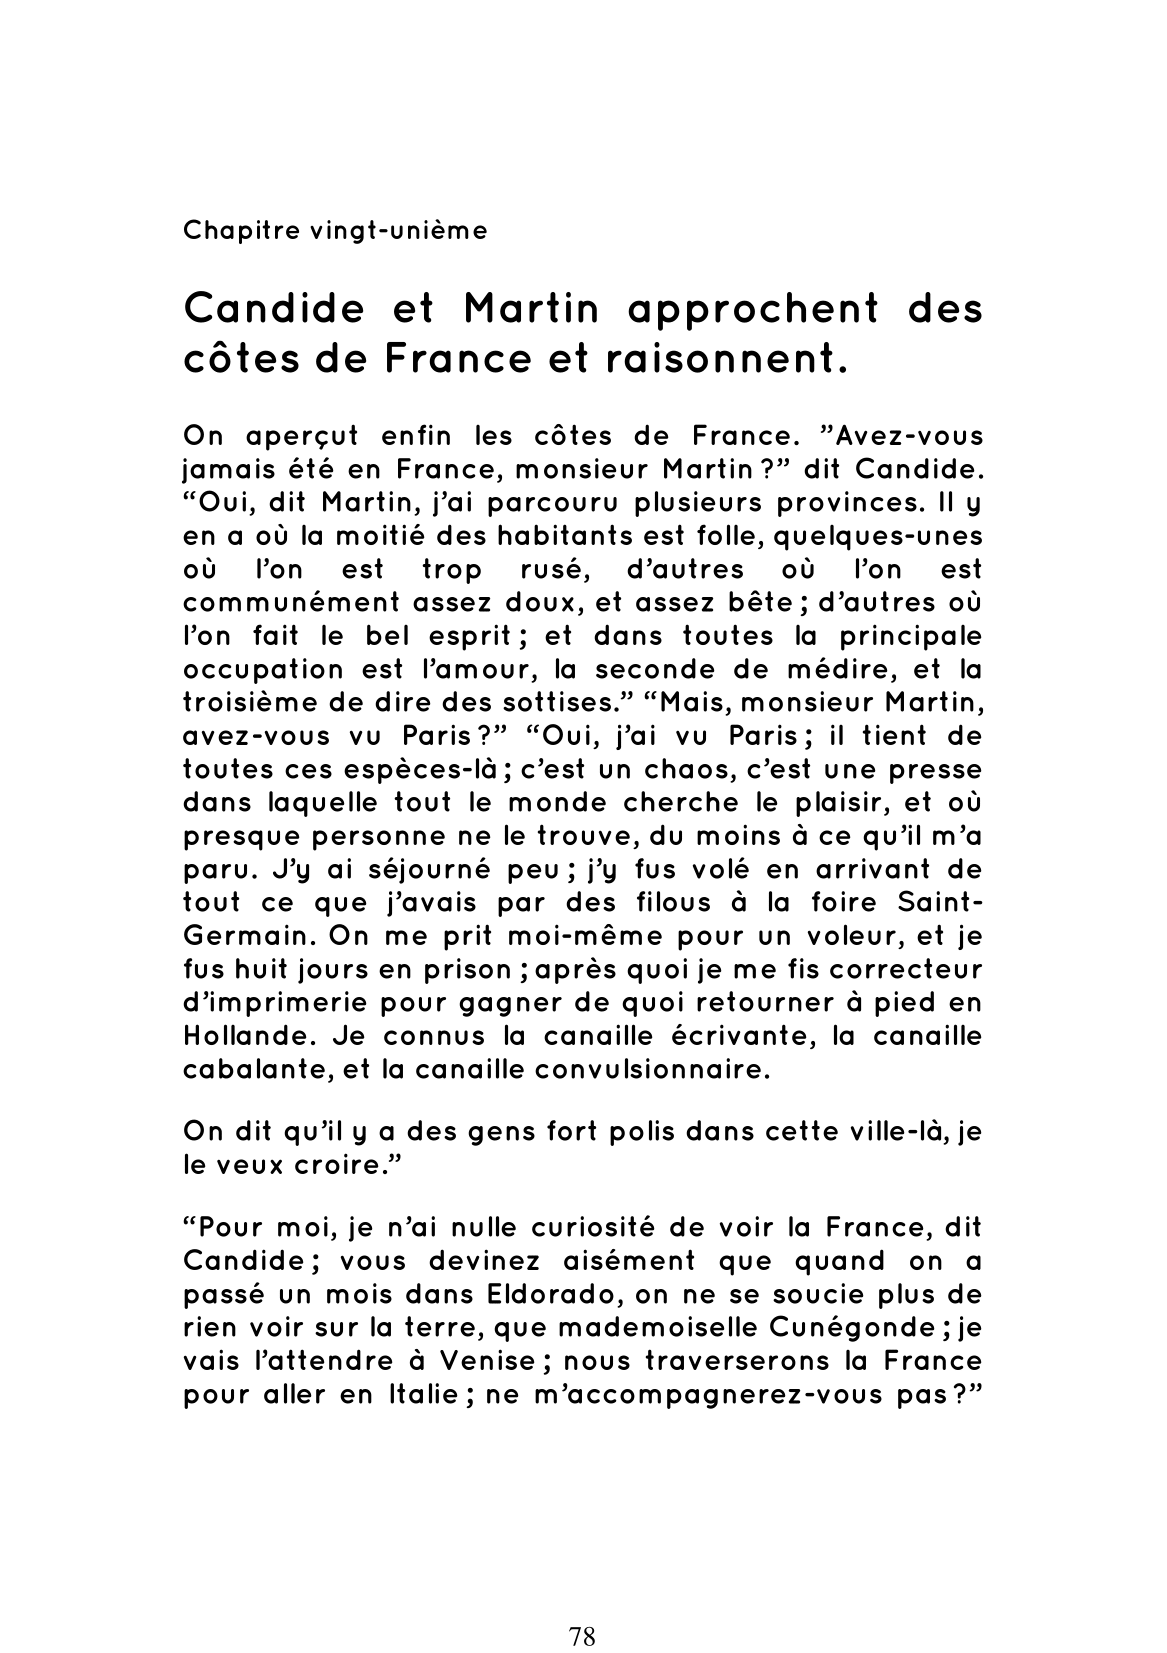 Chapitre vingt-unième
Candide et Martin approchent des
côtes de France et raisonnent.
On aperçut enfin les côtes de France. ”Avez-vous
jamais été en France, monsieur Martin ?” dit Candide.
“Oui, dit Martin, j’ai parcouru plusieurs provinces. Il y
en a où la moitié des habitants est folle, quelques-unes
où l’on est trop rusé, d’autres où l’on est
communément assez doux, et assez bête ; d’autres où
l’on fait le bel esprit ; et dans toutes la principale
occupation est l’amour, la seconde de médire, et la
troisième de dire des sottises.” “Mais, monsieur Martin,
avez-vous vu Paris ?” “Oui, j’ai vu Paris ; il tient de
toutes ces espèces-là ; c’est un chaos, c’est une presse
dans laquelle tout le monde cherche le plaisir, et où
presque personne ne le trouve, du moins à ce qu’il m’a
paru. J’y ai séjourné peu ; j’y fus volé en arrivant de
tout ce que j’avais par des filous à la foire Saint-
Germain. On me prit moi-même pour un voleur, et je
fus huit jours en prison ; après quoi je me fis correcteur
d’imprimerie pour gagner de quoi retourner à pied en
Hollande. Je connus la canaille écrivante, la canaille
cabalante, et la canaille convulsionnaire.
On dit qu’il y a des gens fort polis dans cette ville-là, je
le veux croire.”
“Pour moi, je n’ai nulle curiosité de voir la France, dit
Candide ; vous devinez aisément que quand on a
passé un mois dans Eldorado, on ne se soucie plus de
rien voir sur la terre, que mademoiselle Cunégonde ; je
vais l’attendre à Venise ; nous traverserons la France
pour aller en Italie ; ne m’accompagnerez-vous pas ?”
78